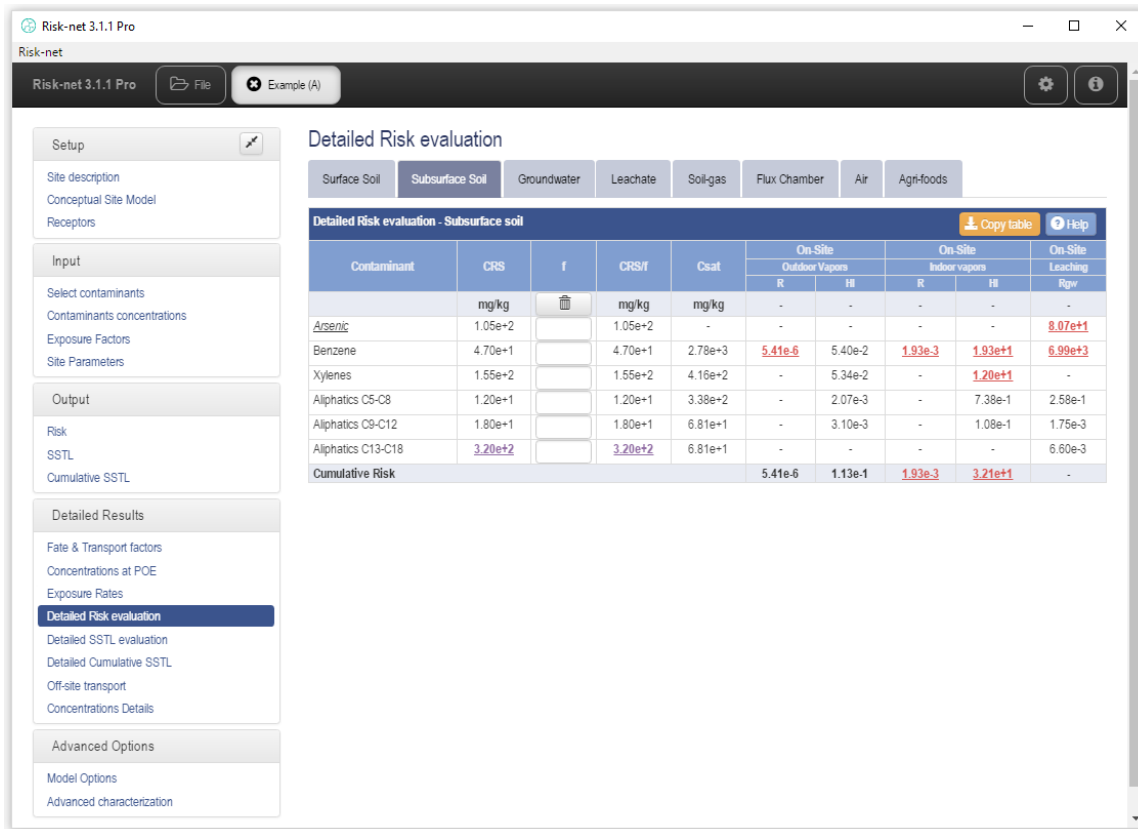 Risk-net 3.1.1 Pro
Risk-net
Risk-net 3.1.1 Pro File Example (A)
Setup
Site description
Conceptual Site Model
Receptors
Input
Select contaminants
Contaminants concentrations
Exposure Factors
Site Parameters
Output
Risk
SSTL
Cumulative SSTL
Detailed Results
Fate & Transport factors
Concentrations at POE
Exposure Rates
Detailed Risk evaluation
Detailed SSTL evaluation
Detailed Cumulative SSTL
Off-site transport
Concentrations Details
Advanced Options
Model Options
Advanced characterization
Detailed Risk evaluation
Surface Soil Subsurface Soil Groundwater Leachate Soil-gas Flux Chamber Air Agri-foods
Detailed Risk evaluation - Subsurface soil Copy table Help
Contaminant CRS f CRS/f Csat On-Site On-Site On-Site
Outdoor Vapors Indoor vapors Leaching
R HI R HI Rgw
mg/kg mg/kg mg/kg - - - - -
Arsenic 1.05e+2 1.05e+2 - - - - - 8.07e+1
Benzene 4.70e+1 4.70e+1 2.78e+3 5.41e-6 5.40e-2 1.93e-3 1.93e+1 6.99e+3
Xylenes 1.55e+2 1.55e+2 4.16e+2 - 5.34e-2 - 1.20e+1 -
Aliphatics C5-C8 1.20e+1 1.20e+1 3.38e+2 - 2.07e-3 - 7.38e-1 2.58e-1
Aliphatics C9-C12 1.80e+1 1.80e+1 6.81e+1 - 3.10e-3 - 1.08e-1 1.75e-3
Aliphatics C13-C18 3.20e+2 3.20e+2 6.81e+1 - - - - 6.60e-3
Cumulative Risk 5.41e-6 1.13e-1 1.93e-3 3.21e+1 -